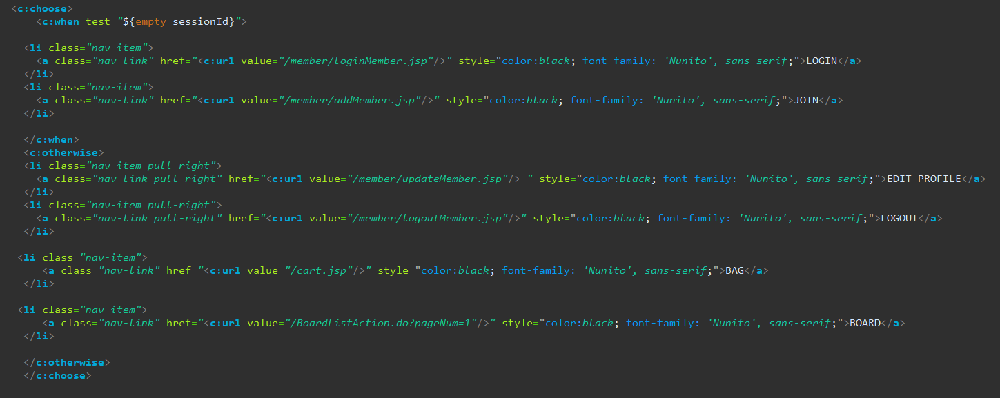 <c:choose>
<c:when test="${empty sessionId}">
<li class="nav-item">
<a class="nav-link" href="<c:url value="/member/loginMember.jsp"/>" style="color:black; font-family: 'Nunito', sans-serif;">LOGIN</a>
</li>
<li class="nav-item">
<a class="nav-link" href="<c:url value="/member/addMember.jsp"/>" style="color:black; font-family: 'Nunito', sans-serif;">JOIN</a>
</li>
</c:when>
<c:otherwise>
<li class="nav-item pull-right">
<a class="nav-link pull-right" href="<c:url value="/member/updateMember.jsp"/> " style="color:black; font-family: 'Nunito', sans-serif;">EDIT PROFILE</a>
</li>
<li class="nav-item pull-right">
<a class="nav-link pull-right" href="<c:url value="/member/logoutMember.jsp"/>" style="color:black; font-family: 'Nunito', sans-serif;">LOGOUT</a>
</li>
<li class="nav-item">
<a class="nav-link" href="<c:url value="/cart.jsp"/>" style="color:black; font-family: 'Nunito', sans-serif;">BAG</a>
</li>
<li class="nav-item">
<a class="nav-link" href="<c:url value="/BoardListAction.do?pageNum=1"/>" style="color:black; font-family: 'Nunito', sans-serif;">BOARD</a>
</li>
</c:otherwise>
</c:choose>